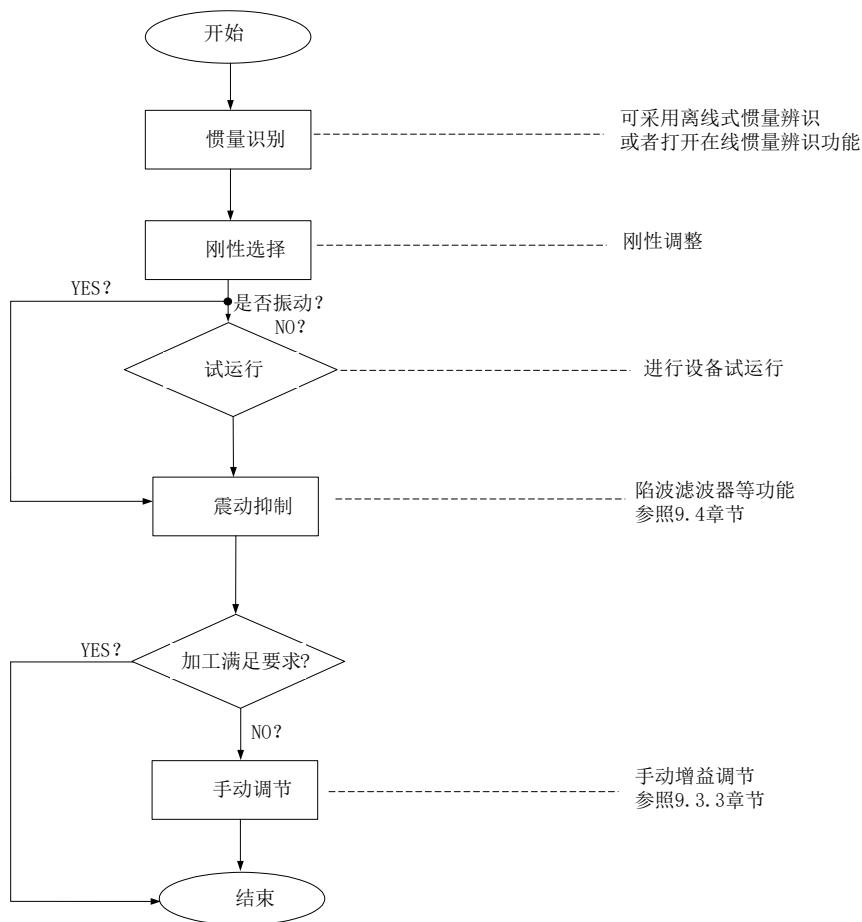 开始
惯量识别
可采用离线式惯量辨识
或者打开在线惯量辨识功能
刚性选择
刚性调整
YES?
是否振动?
NO?
试运行
进行设备试运行
震动抑制
陷波滤波器等功能
参照9.4章节
YES?
加工满足要求?
NO?
手动调节
手动增益调节
参照9.3.3章节
结束